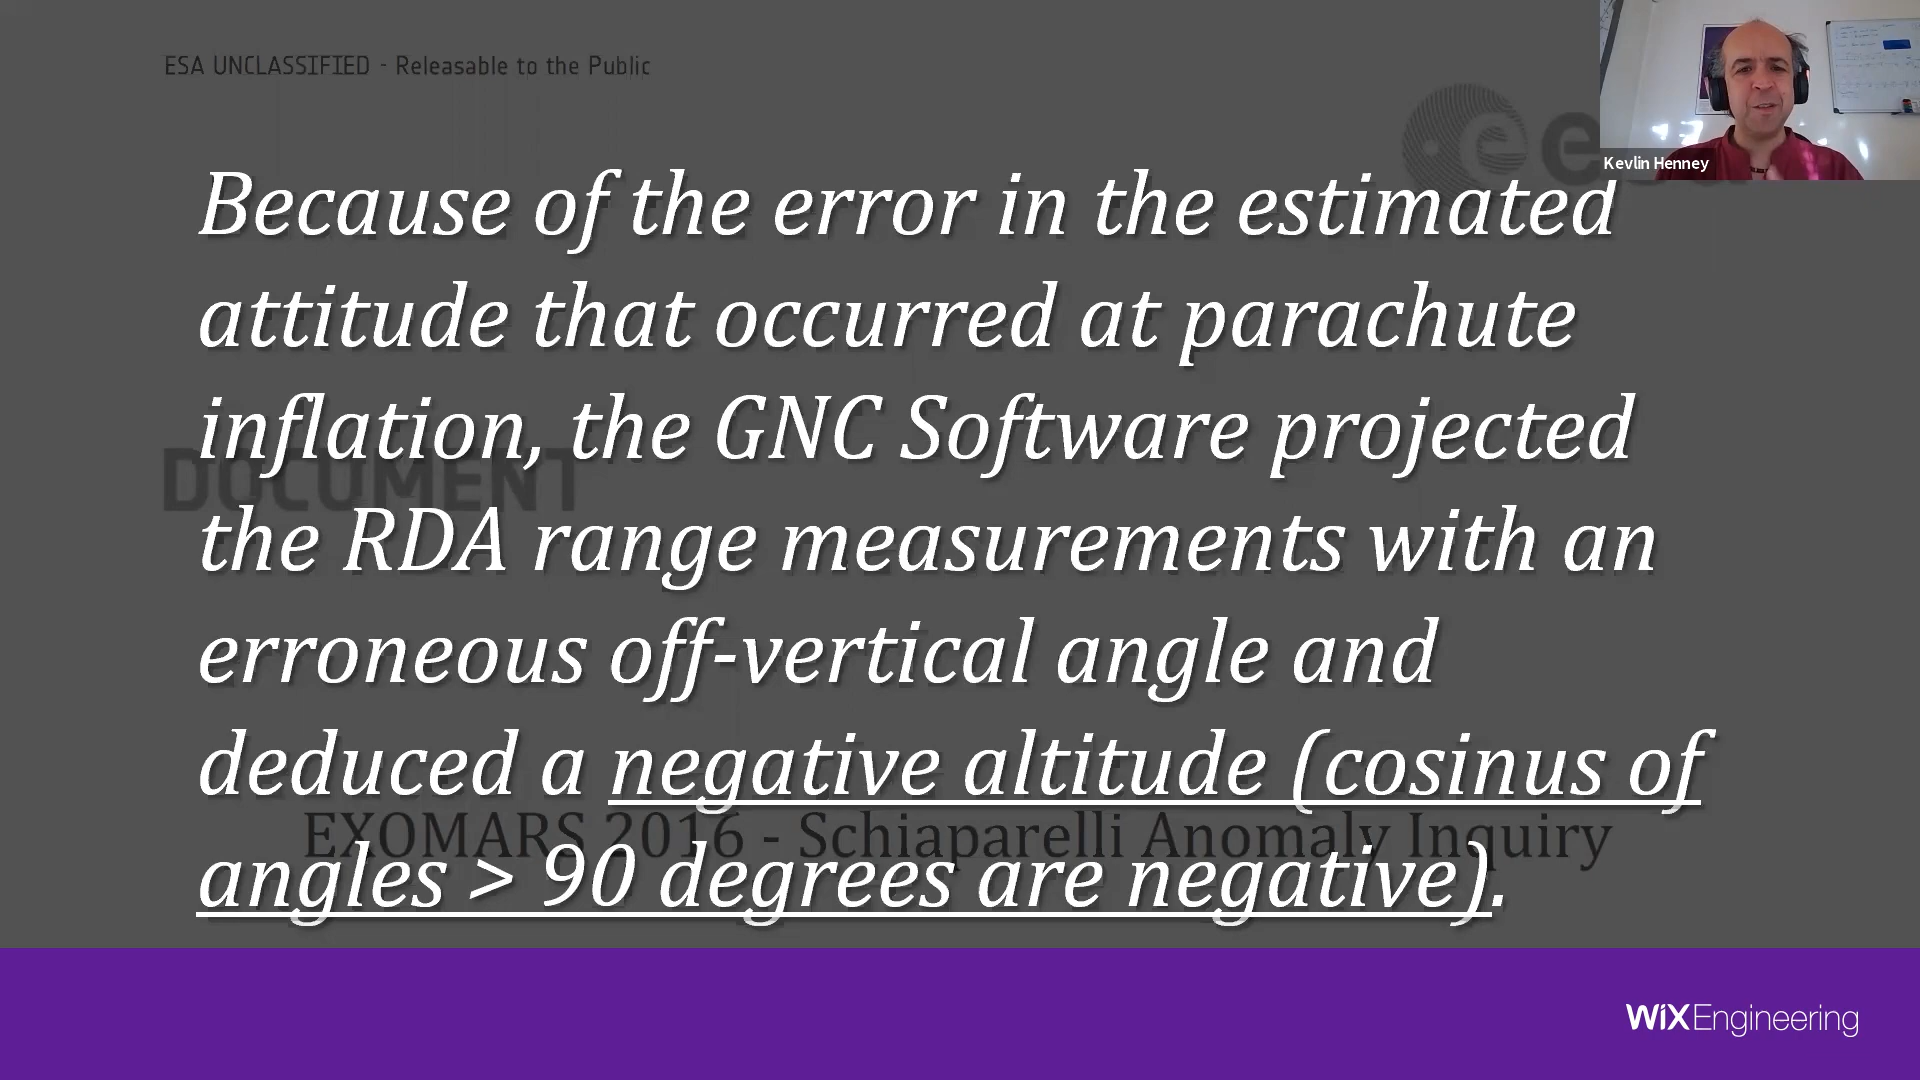 ESA UNCLASSIFIED - Releasable to the Public
Kevlin Henney
Because of the error in the estimated
attitude that occurred at parachute
inflation, the GNC Software projected
the RDA range measurements with an
erroneous off-vertical angle and
deduced a negative altitude (cosinus of
angles > 90 degrees are negative).
DOCUMENT
EXOMARS 2016 - Schiaparelli Anomaly Inquiry
WiXEngineering